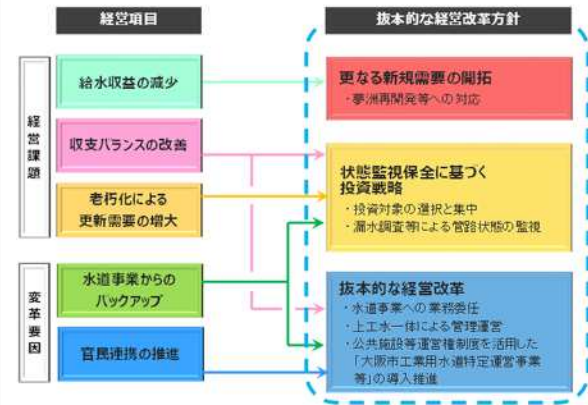 経営項目
抜本的な経営改革方針
経営課題
給水収益の減少
収支バランスの改善
老朽化による
更新需要の増大
変革要因
水道事業からの
バックアップ
官民連携の推進
更なる新規需要の開拓
・夢洲再開発等への対応
状態監視保全に基づく
投資戦略
・投資対象の選択と集中
・漏水調査等による管路状態の監視
抜本的な経営改革
・水道事業への業務委任
・上工水一体による管理運営
・公共施設等運営権制度を活用した
「大阪市工業用水道特定運営事業
等」の導入推進